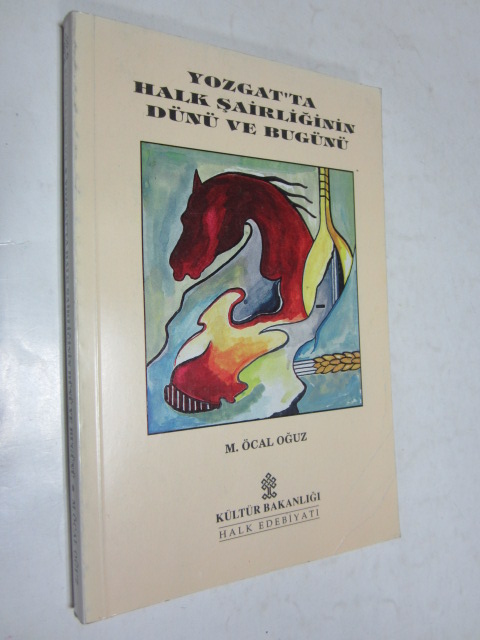 YOZGAT'TA
HALK ŞAİRLİĞİNİN
DÜNÜ VE BUGÜNÜ
M. ÖCAL OĞUZ
KÜLTÜR BAKANLIĞI
HALK EDEBİYATI